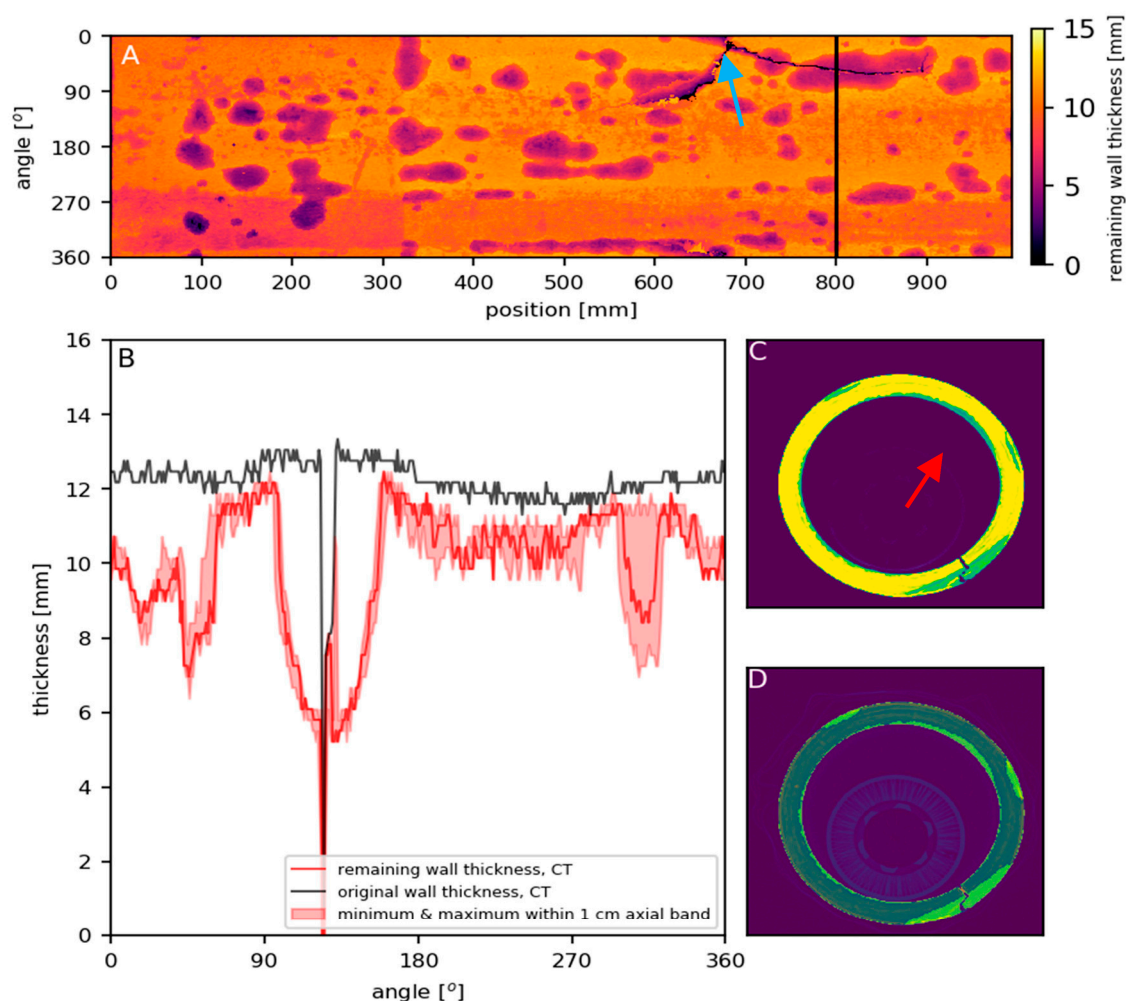 A
0
90
180
270
360
angle [°]
0 100 200 300 400 500 600 700 800 900
position [mm]
15
10
5
0
remaining wall thickness [mm]
B
16
14
12
10
8
6
4
2
0
thickness [mm]
remaining wall thickness, CT
original wall thickness, CT
minimum & maximum within 1 cm axial band
0 90 180 270 360
angle [°]
C
D